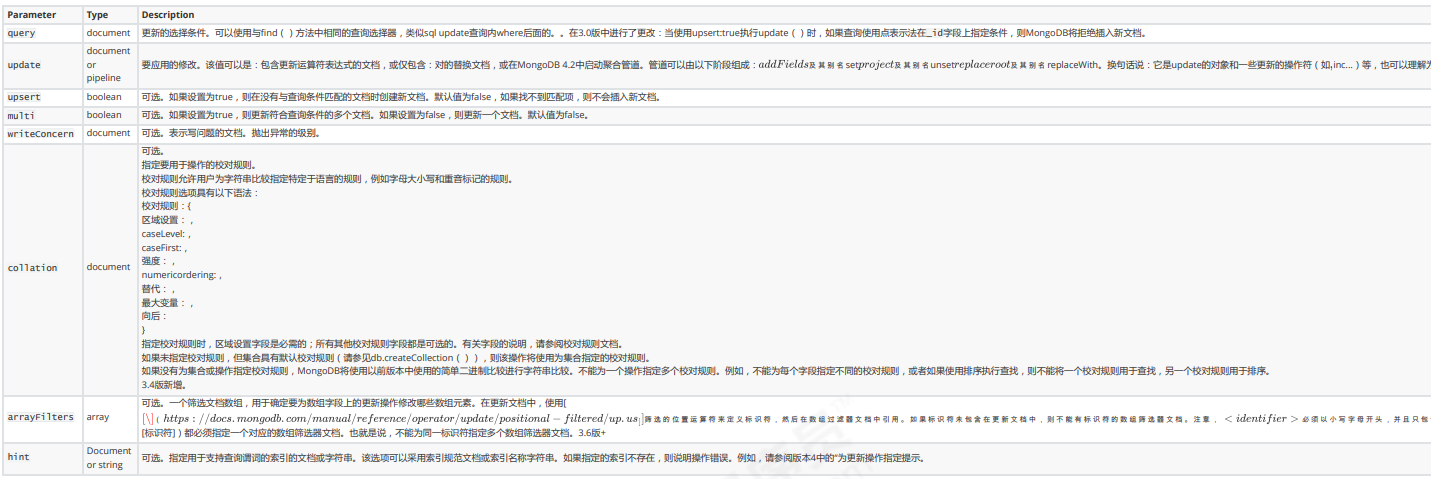 Parameter Type Description
query document 更新的选择条件。可以使用与find（）方法中相同的查询选择器，类似sql update查询内where后面的。。在3.0版中进行了更改：当使用upsert:true执行update（）时，如果查询使用点表示法在_id字段上指定条件，则MongoDB将拒绝插入新文档。
update document or pipeline 要应用的修改。该值可以是：包含更新运算符表达式的文档，或仅包含：对的替换文档，或在MongoDB 4.2中启动聚合管道。管道可以由以下阶段组成：addFields及其别名setproject及其别名unsetreplaceroot及其别名replaceWith。换句话说：它是update的对象和一些更新的操作符（如,inc...）等，也可以理解为
upsert boolean 可选。如果设置为true，则在没有与查询条件匹配的文档时创建新文档。默认值为false，如果找不到匹配项，则不会插入新文档。
multi boolean 可选。如果设置为true，则更新符合查询条件的多个文档。如果设置为false，则更新一个文档。默认值为false。
writeConcern document 可选。表示写问题的文档。抛出异常的级别。
collation document 可选。
指定要用于操作的校对规则。
校对规则允许用户为字符串比较指定特定于语言的规则，例如字母大小写和重音标记的规则。
校对规则选项具有以下语法：
校对规则：{
区域设置：，
caseLevel: ，
caseFirst: ，
强度：，
numericordering: ，
替代：，
最大变量：，
向后：
}
指定校对规则时，区域设置字段是必需的；所有其他校对规则字段都是可选的。有关字段的说明，请参阅校对规则文档。
如果未指定校对规则，但集合具有默认校对规则（请参见db.createCollection（）），则该操作将使用为集合指定的校对规则。
如果没有为集合或操作指定校对规则，MongoDB将使用以前版本中使用的简单二进制比较进行字符串比较。不能为一个操作指定多个校对规则。例如，不能为每个字段指定不同的校对规则，或者如果使用排序执行查找，则不能将一个校对规则用于查找，另一个校对规则用于排序。
3.4版新增。
arrayFilters array 可选。一个筛选文档数组，用于确定要为数组字段上的更新操作修改哪些数组元素。在更新文档中，使用[
[\]（https://docs.mongodb.com/manual/reference/operator/update/positional-filtered/up.us]]筛选的位置运算符来定义标识符，然后在数组过滤器文档中引用。如果标识符未包含在更新文档中，则不能有标识符的数组筛选器文档。注意，<identifier>必须以小写字母开头，并且只包
[标识符]）都必须指定一个对应的数组筛选器文档。也就是说，不能为同一标识符指定多个数组筛选器文档。3.6版+
hint Document or string 可选。指定用于支持查询谓词的索引的文档或字符串。该选项可以采用索引规范文档或索引名称字符串。如果指定的索引不存在，则说明操作错误。例如，请参阅版本4中的“为更新操作指定提示。